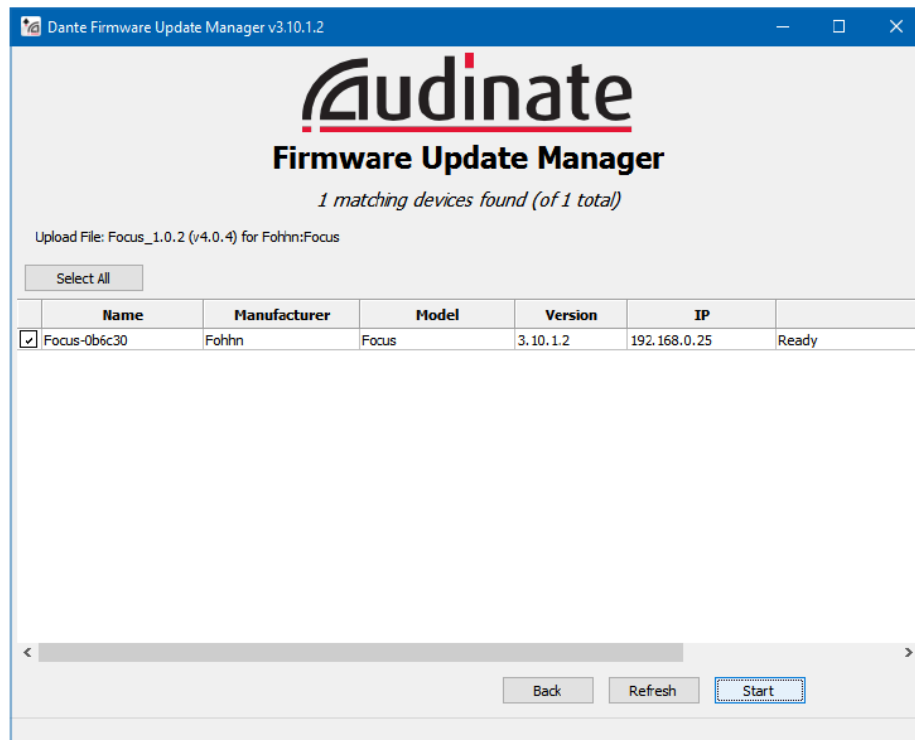 Dante Firmware Update Manager v3.10.1.2
Audinate
Firmware Update Manager
1 matching devices found (of 1 total)
Upload File: Focus_1.0.2 (v4.0.4) for Fohhn:Focus
Select All
Name Manufacturer Model Version IP
Focus-0b6c30 Fohhn Focus 3.10.1.2 192.168.0.25 Ready
Back Refresh Start